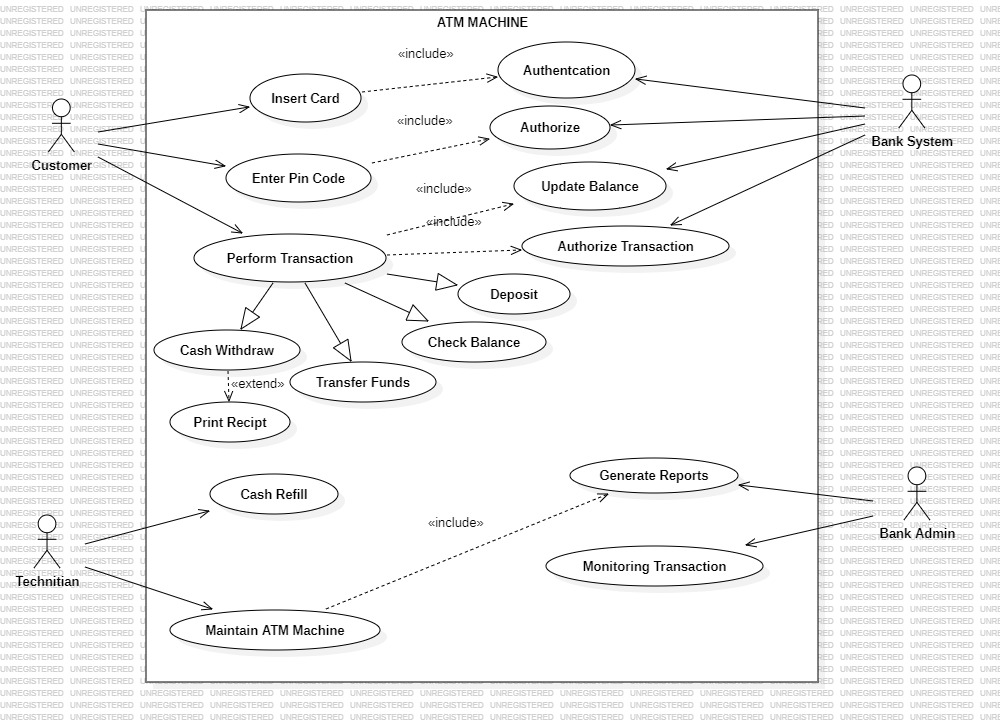 ATM MACHINE
«include»
Authentcation
Insert Card
«include»
Authorize
Customer
Bank System
Enter Pin Code
«include»
Update Balance
«include»
Authorize Transaction
Perform Transaction
Deposit
Check Balance
Cash Withdraw
«extend»
Transfer Funds
Print Recipt
Generate Reports
Cash Refill
«include»
Bank Admin
Monitoring Transaction
Technitian
Maintain ATM Machine
UNREGISTERED